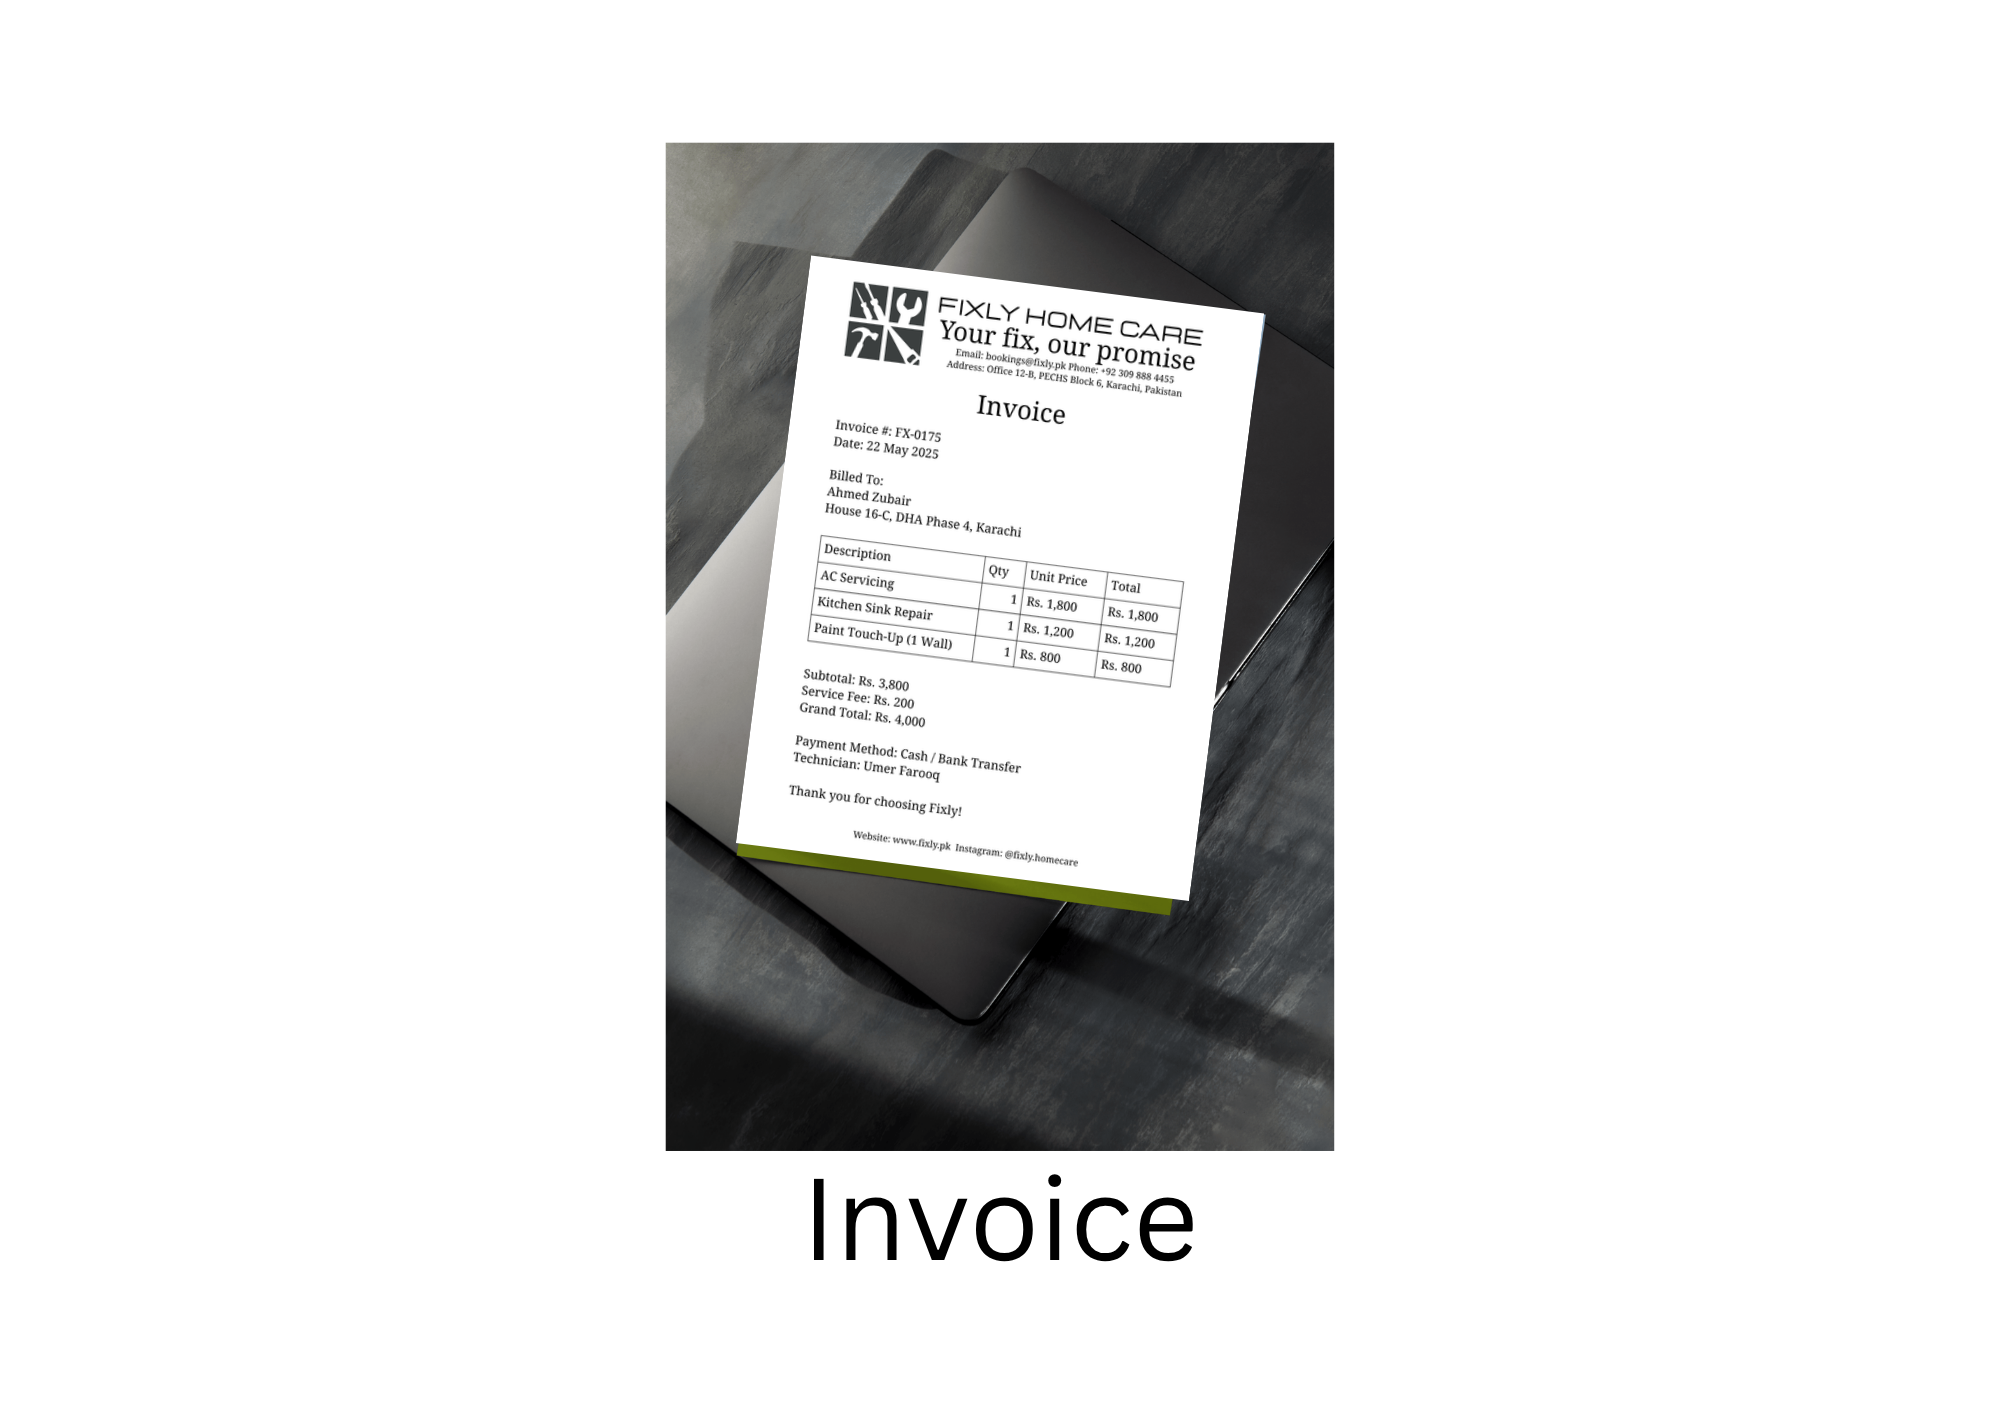 FIXLY HOME CARE
Your fix, our promise
Email: bookings@fixly.pk Phone: +92 309 888 4455
Address: Office 12-B, PECHS Block 6, Karachi, Pakistan
Invoice
Invoice #: FX-0175
Date: 22 May 2025
Billed To:
Ahmed Zubair
House 16-C, DHA Phase 4, Karachi
Description Qty Unit Price Total
AC Servicing 1 Rs. 1,800 Rs. 1,800
Kitchen Sink Repair 1 Rs. 1,200 Rs. 1,200
Paint Touch-Up (1 Wall) 1 Rs. 800 Rs. 800
Subtotal: Rs. 3,800
Service Fee: Rs. 200
Grand Total: Rs. 4,000
Payment Method: Cash / Bank Transfer
Technician: Umer Farooq
Thank you for choosing Fixly!
Website: www.fixly.pk Instagram: @fixly.homecare
Invoice